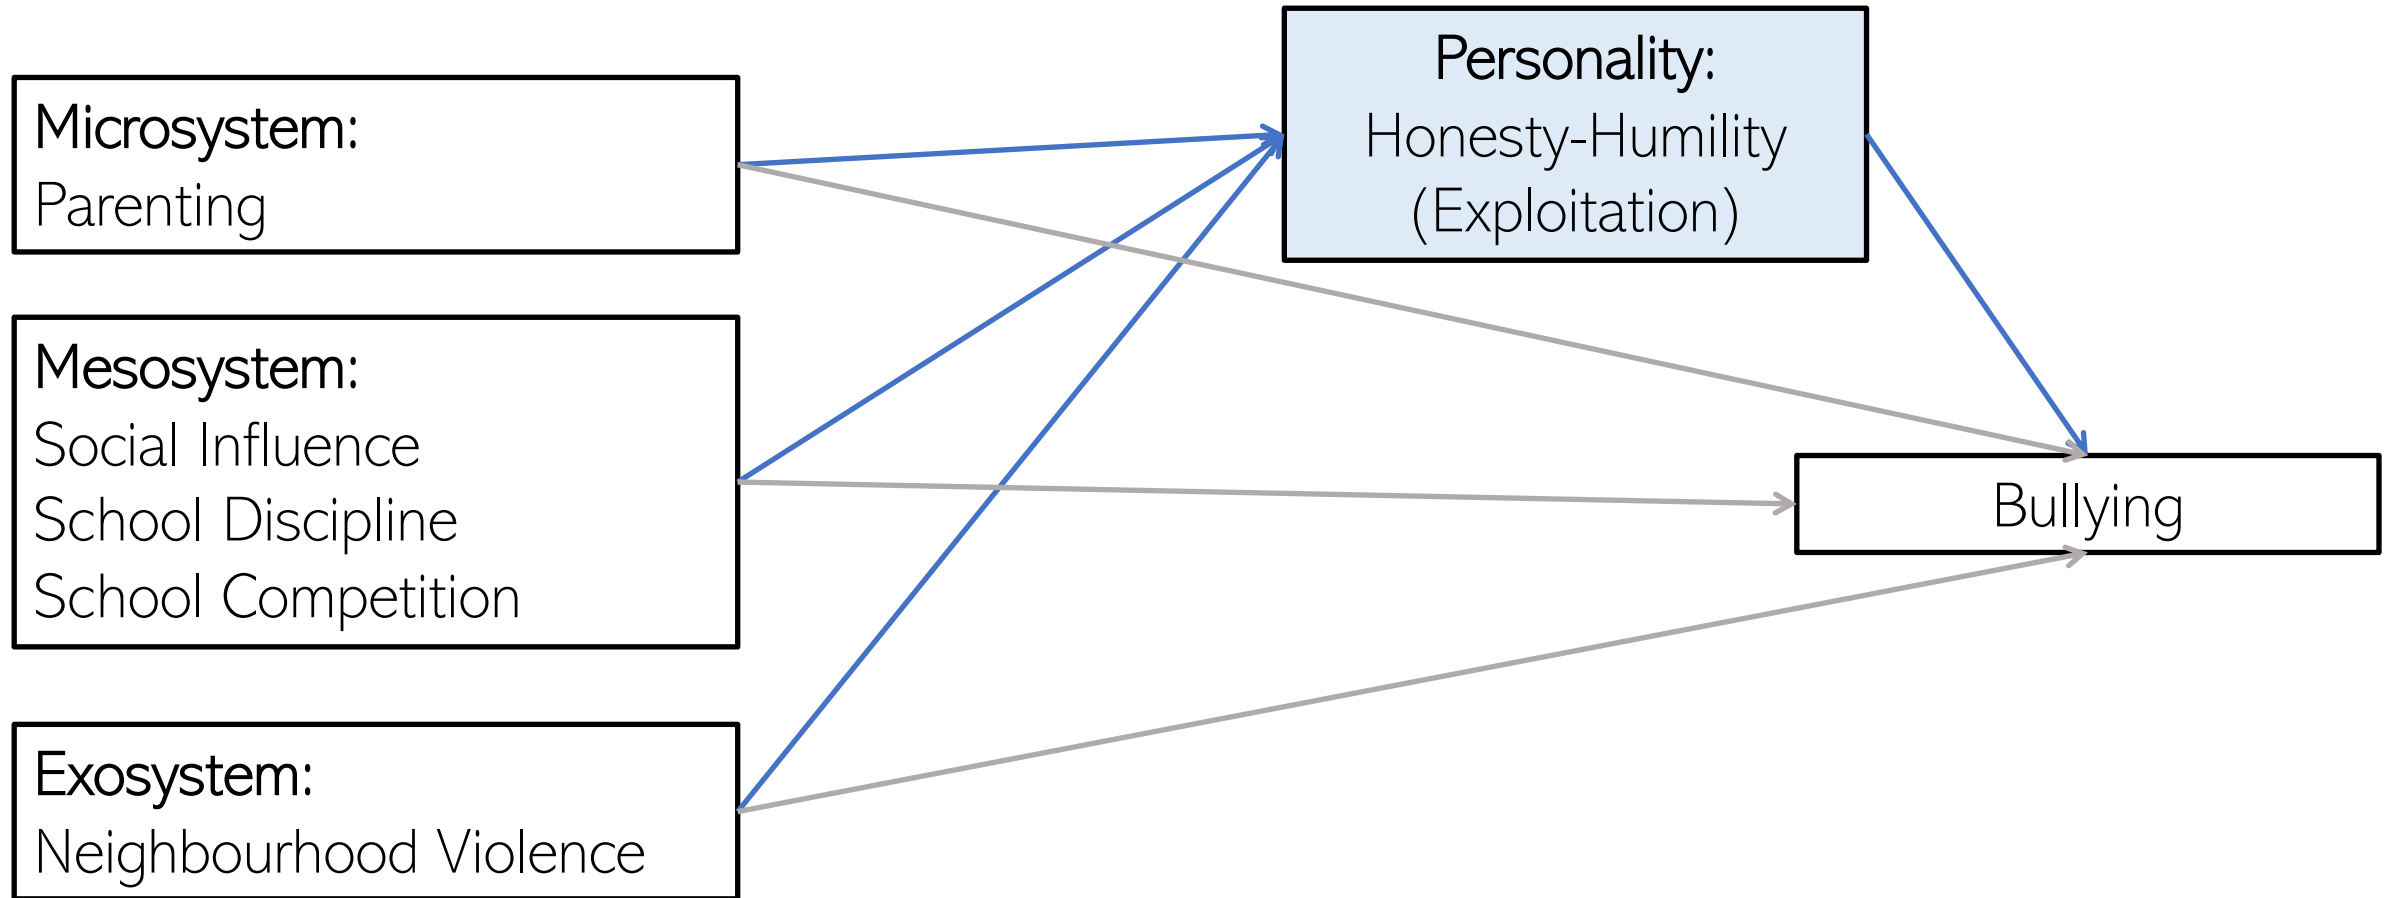 Personality:
Honesty-Humility
(Exploitation)
Microsystem:
Parenting
Mesosystem:
Social Influence
School Discipline
School Competition
Bullying
Exosystem:
Neighbourhood Violence